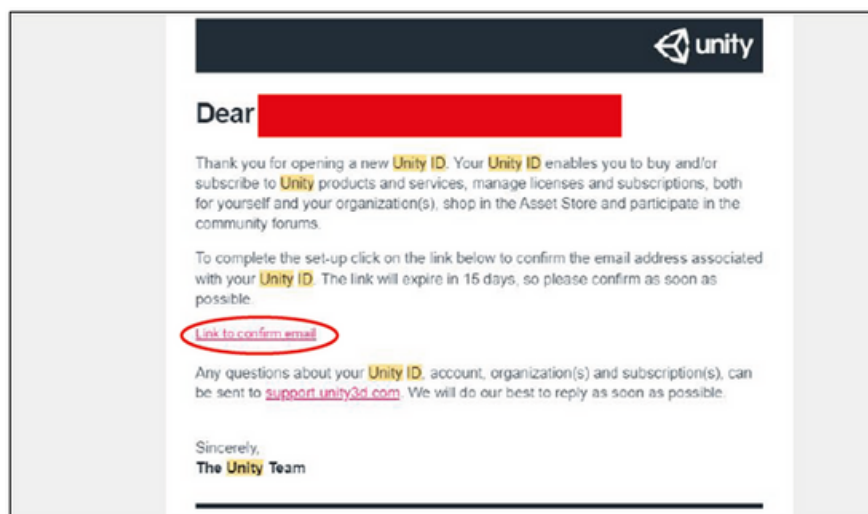 unity
Dear
Thank you for opening a new Unity ID. Your Unity ID enables you to buy and/or
subscribe to Unity products and services, manage licenses and subscriptions, both
for yourself and your organization(s), shop in the Asset Store and participate in the
community forums.
To complete the set-up click on the link below to confirm the email address associated
with your Unity ID. The link will expire in 15 days, so please confirm as soon as
possible.
Link to confirm email
Any questions about your Unity ID, account, organization(s) and subscription(s), can
be sent to support.unity3d.com. We will do our best to reply as soon as possible.
Sincerely,
The Unity Team